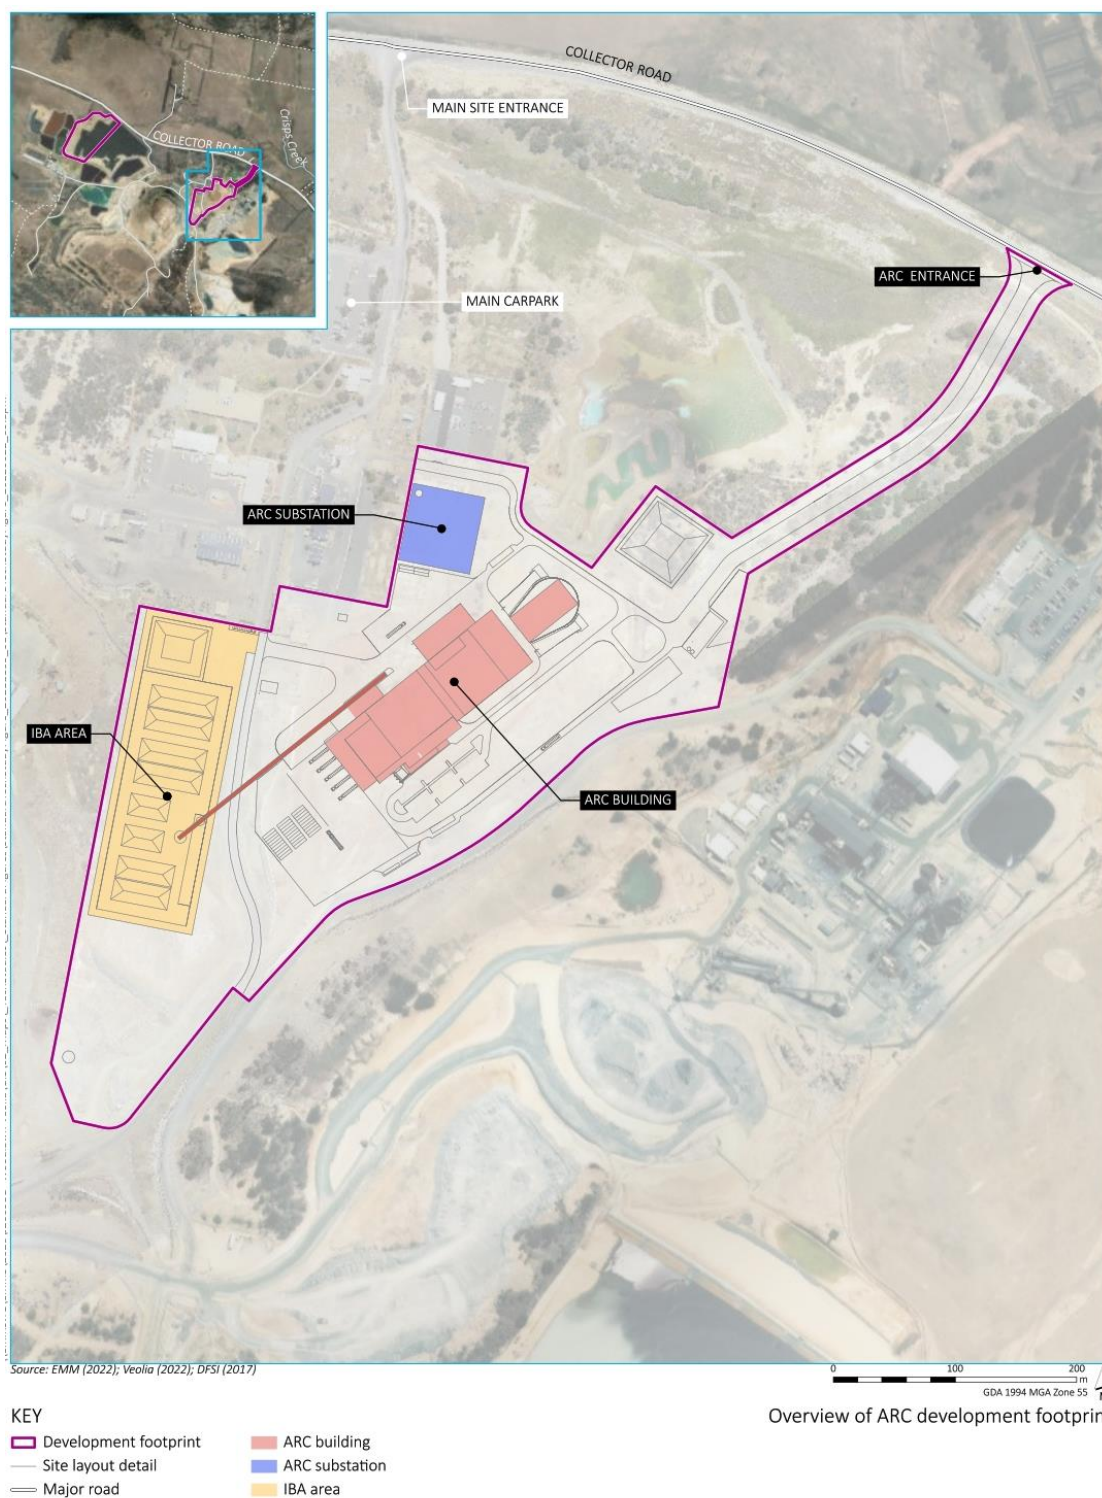 COLLECTOR ROAD
MAIN SITE ENTRANCE
Crisps Creek
COLLECTOR ROAD
ARC ENTRANCE
MAIN CARPARK
ARC SUBSTATION
IBA AREA
ARC BUILDING
Source: EMM (2022); Veolia (2022); DFSI (2017)
0 100 200
m
GDA 1994 MGA Zone 55
KEY
Overview of ARC development footprin
Development footprint
ARC building
Site layout detail
ARC substation
Major road
IBA area